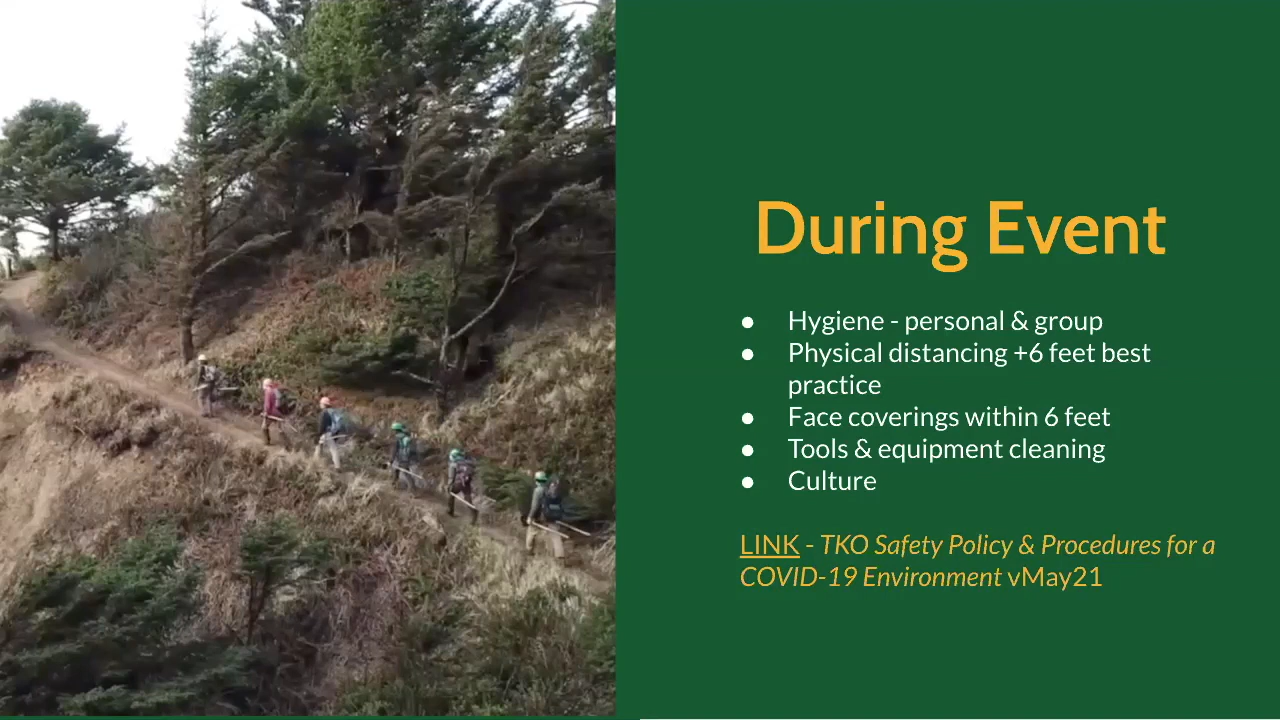 During Event
● Hygiene - personal & group
● Physical distancing +6 feet best
practice
● Face coverings within 6 feet
● Tools & equipment cleaning
● Culture
LINK - TKO Safety Policy & Procedures for a
COVID-19 Environment vMay21